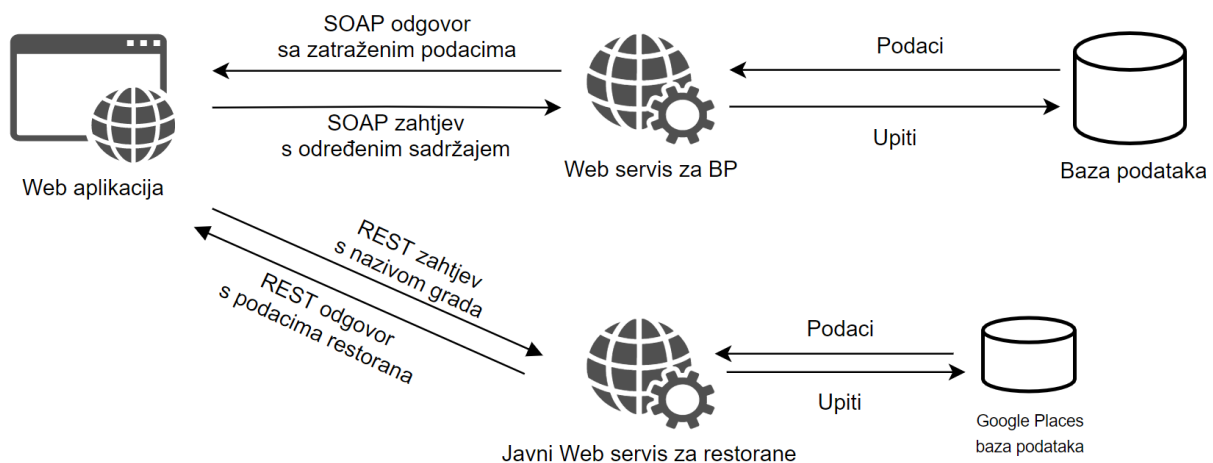 SOAP odgovor
sa zatraženim podacima
Podaci
SOAP zahtjev
s određenim sadržajem
Upiti
Web aplikacija
Web servis za BP
Baza podataka
REST zahtjev
s nazivom grada
REST odgovor
s podacima restorana
Podaci
Upiti
Google Places
baza podataka
Javni Web servis za restorane